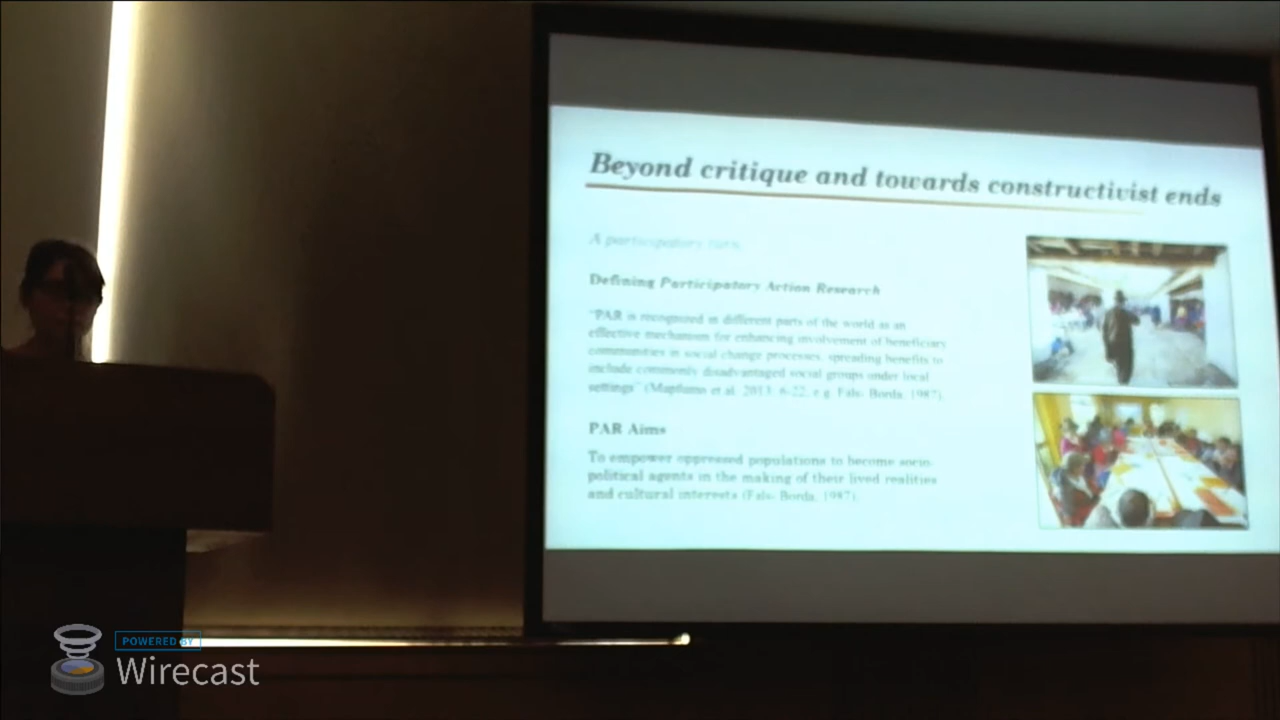 Beyond critique and towards constructivist ends
A participatory turn
Defining Participatory Action Research
"PAR is recognized in different parts of the world as an
effective mechanism for enhancing involvement of beneficiary
communities in social change processes, spreading benefits to
include commonly disadvantaged social groups under local
settings" (Mapfumo et al. 2013: 6-22, e.g. Fals- Borda, 1987).
PAR Aims
To empower oppressed populations to become socio-
political agents in the making of their lived realities
and cultural interests (Fals- Borda, 1987).
POWERED BY
Wirecast